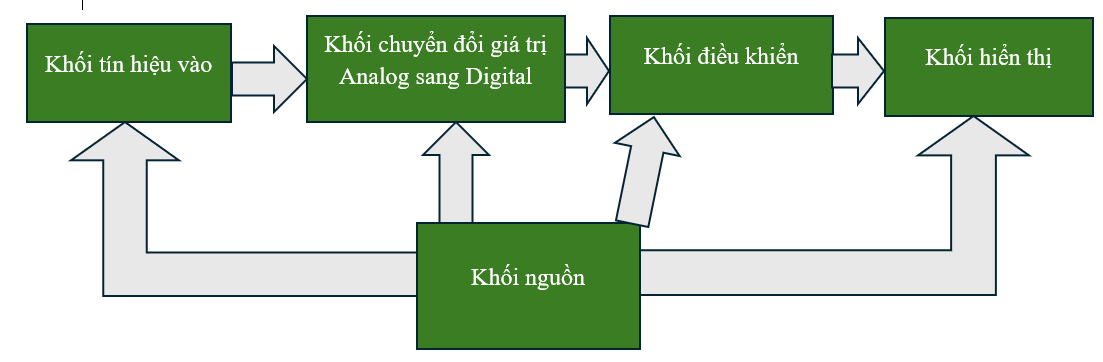 Khối tín hiệu vào
Khối chuyển đổi giá trị
Analog sang Digital
Khối điều khiển
Khối hiển thị
Khối nguồn